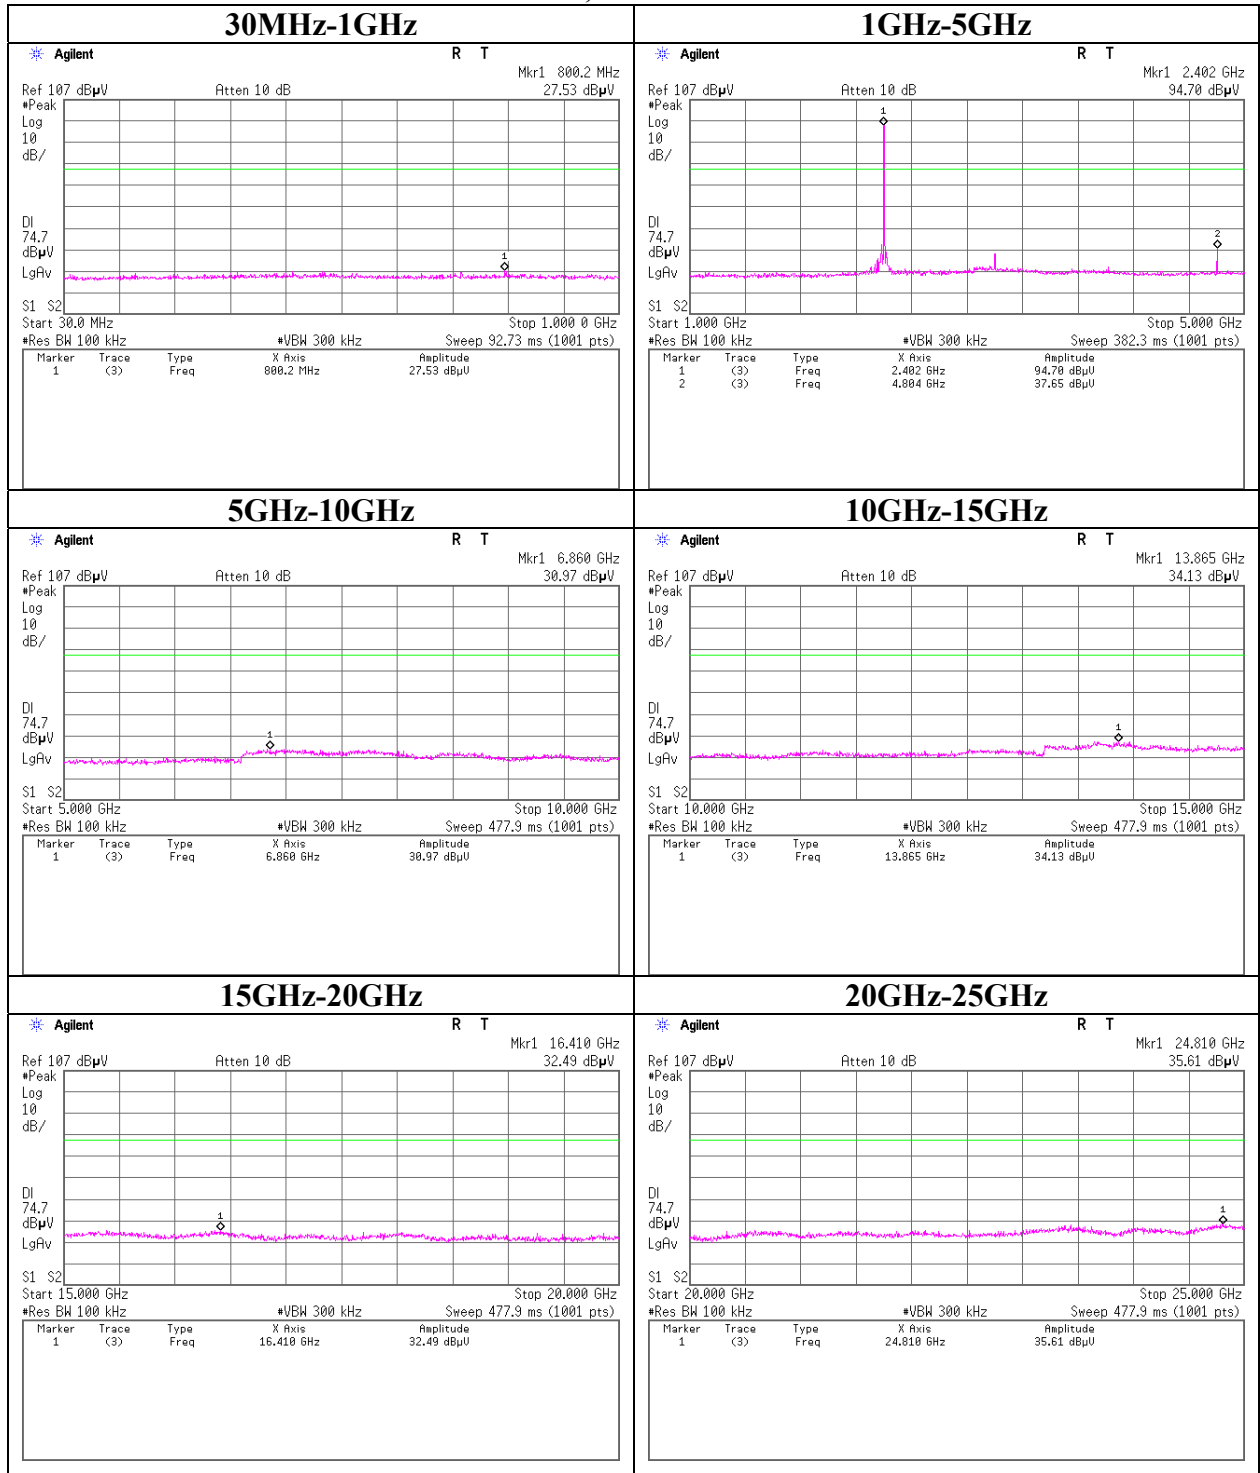 30MHz-1GHz
Agilent R T
Mkr1 800.2 MHz
Ref 107 dBµV Atten 10 dB 27.53 dBµV
#Peak
Log
10
dB/
1
DI
74.7
dBµV
LgAv
S1 S2
Start 30.0 MHz Stop 1.000 0 GHz
#Res BW 100 kHz #VBW 300 kHz Sweep 92.73 ms (1001 pts)
Marker Trace Type X Axis Amplitude
1 (3) Freq 800.2 MHz 27.53 dBµV
1GHz-5GHz
Agilent R T
Mkr1 2.402 GHz
Ref 107 dBµV Atten 10 dB 94.70 dBµV
#Peak
Log
10
dB/
1
2
DI
74.7
dBµV
LgAv
S1 S2
Start 1.000 GHz Stop 5.000 GHz
#Res BW 100 kHz #VBW 300 kHz Sweep 382.3 ms (1001 pts)
Marker Trace Type X Axis Amplitude
1 (3) Freq 2.402 GHz 94.70 dBµV
2 (3) Freq 4.804 GHz 37.65 dBµV
5GHz-10GHz
Agilent R T
Mkr1 6.860 GHz
Ref 107 dBµV Atten 10 dB 30.97 dBµV
#Peak
Log
10
dB/
1
DI
74.7
dBµV
LgAv
S1 S2
Start 5.000 GHz Stop 10.000 GHz
#Res BW 100 kHz #VBW 300 kHz Sweep 477.9 ms (1001 pts)
Marker Trace Type X Axis Amplitude
1 (3) Freq 6.860 GHz 30.97 dBµV
10GHz-15GHz
Agilent R T
Mkr1 13.865 GHz
Ref 107 dBµV Atten 10 dB 34.13 dBµV
#Peak
Log
10
dB/
1
DI
74.7
dBµV
LgAv
S1 S2
Start 10.000 GHz Stop 15.000 GHz
#Res BW 100 kHz #VBW 300 kHz Sweep 477.9 ms (1001 pts)
Marker Trace Type X Axis Amplitude
1 (3) Freq 13.865 GHz 34.13 dBµV
15GHz-20GHz
Agilent R T
Mkr1 16.410 GHz
Ref 107 dBµV Atten 10 dB 32.49 dBµV
#Peak
Log
10
dB/
1
DI
74.7
dBµV
LgAv
S1 S2
Start 15.000 GHz Stop 20.000 GHz
#Res BW 100 kHz #VBW 300 kHz Sweep 477.9 ms (1001 pts)
Marker Trace Type X Axis Amplitude
1 (3) Freq 16.410 GHz 32.49 dBµV
20GHz-25GHz
Agilent R T
Mkr1 24.810 GHz
Ref 107 dBµV Atten 10 dB 35.61 dBµV
#Peak
Log
10
dB/
1
DI
74.7
dBµV
LgAv
S1 S2
Start 20.000 GHz Stop 25.000 GHz
#Res BW 100 kHz #VBW 300 kHz Sweep 477.9 ms (1001 pts)
Marker Trace Type X Axis Amplitude
1 (3) Freq 24.810 GHz 35.61 dBµV